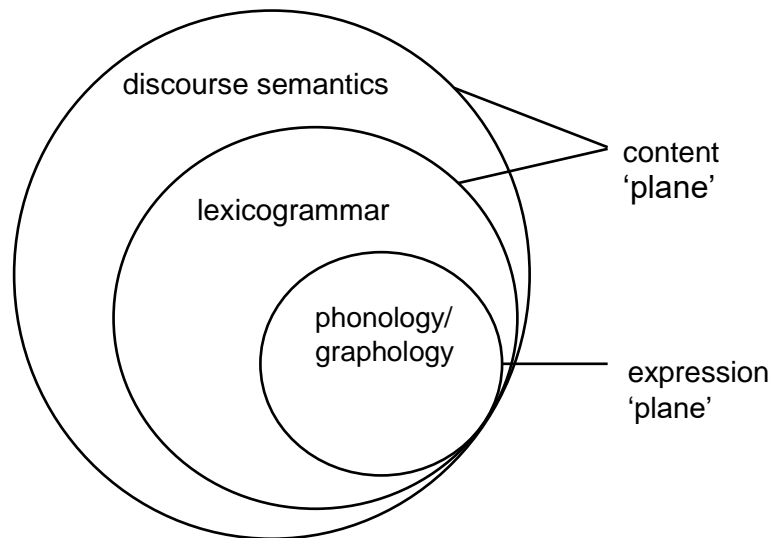 discourse semantics
content
‘plane’
lexicogrammar
phonology/
graphology
expression
‘plane’